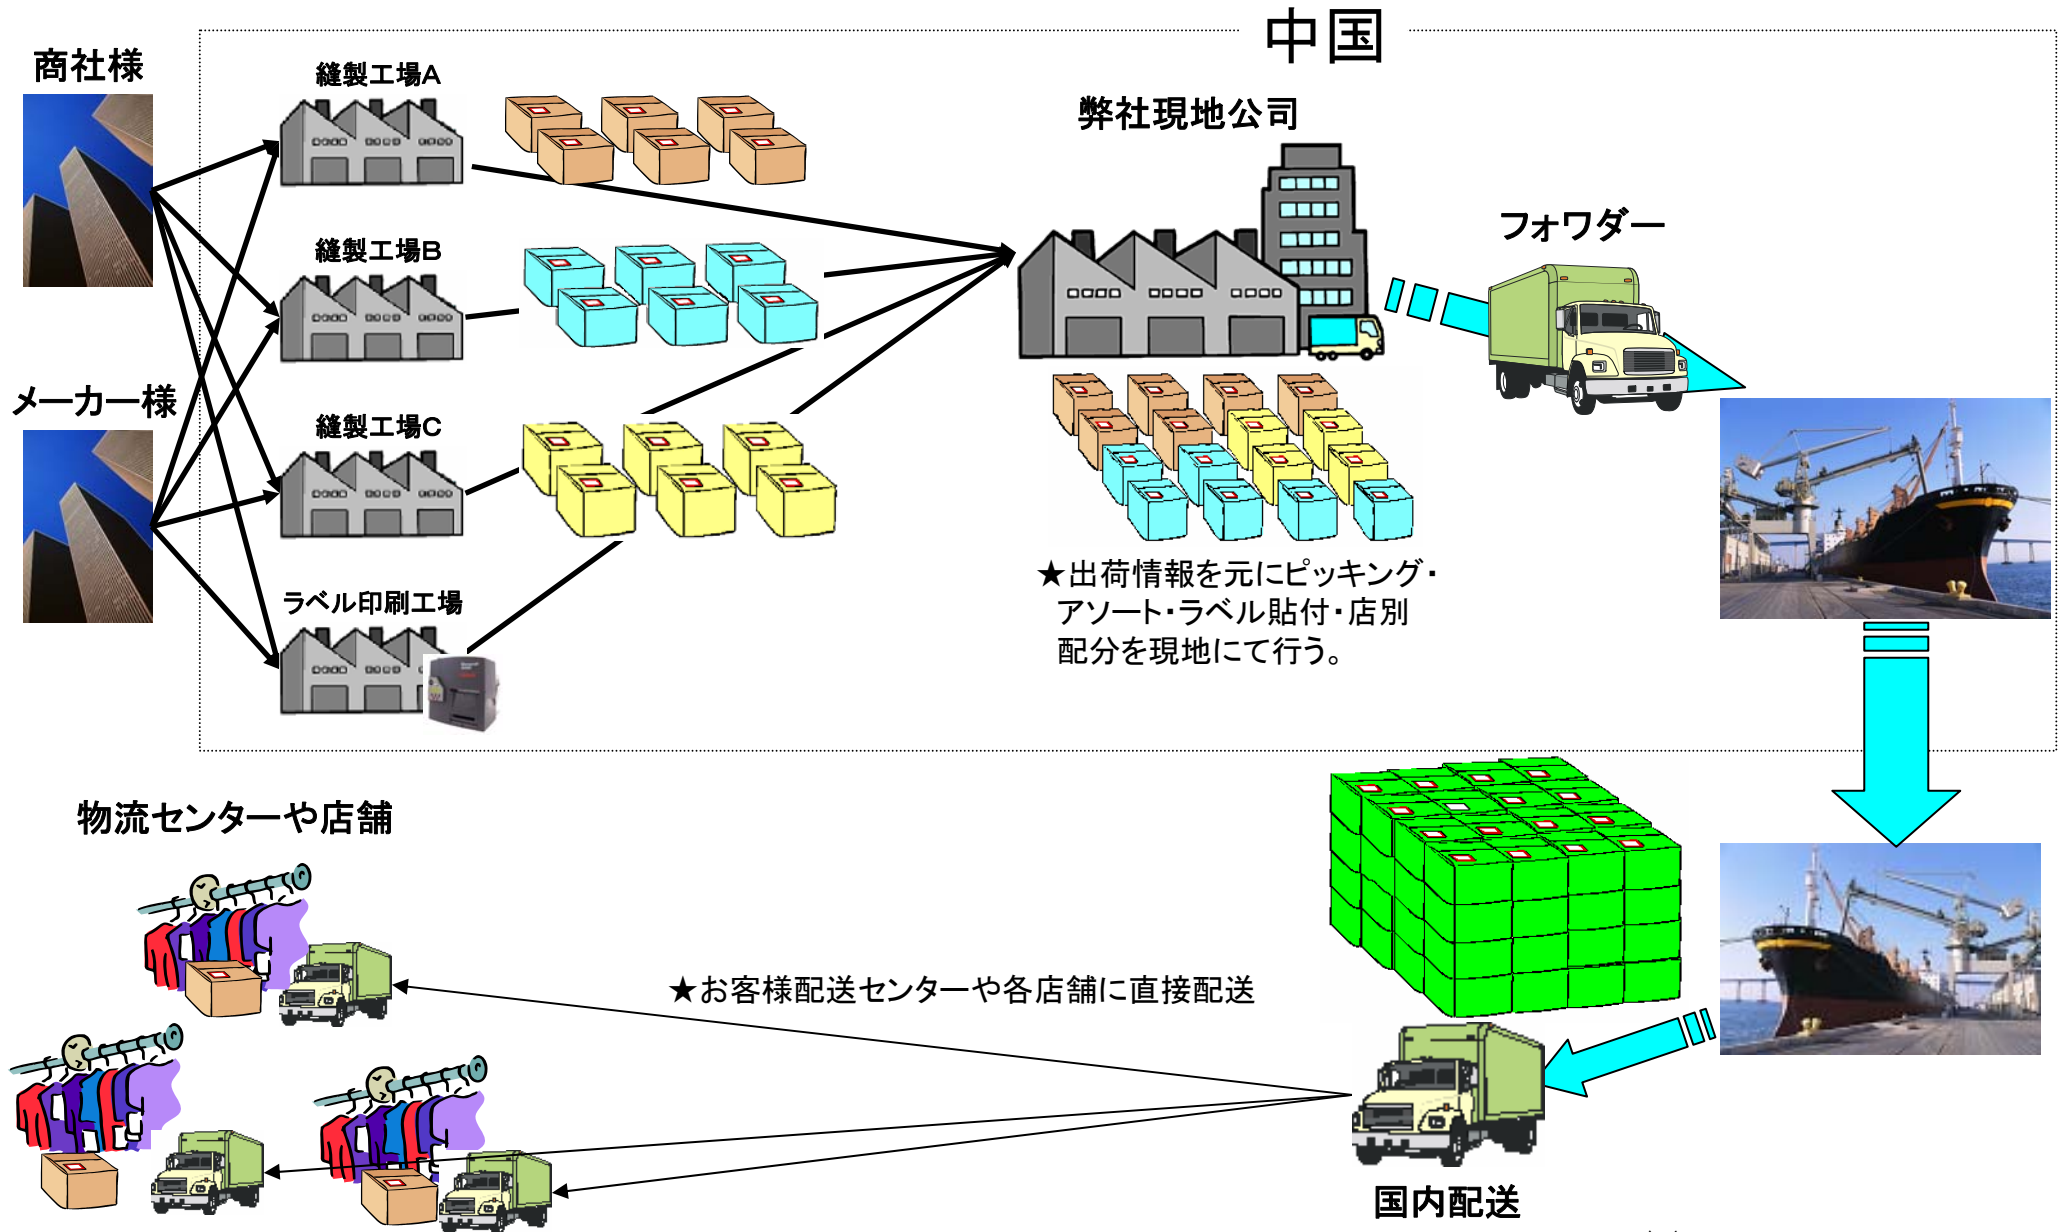 中国
商社様
縫製工場A
弊社現地公司
フォワダー
縫製工場B
メーカー様
縫製工場C
ラベル印刷工場
★出荷情報を元にピッキング・
アソート・ラベル貼付・店別
配分を現地にて行う。
物流センターや店舗
★お客様配送センターや各店舗に直接配送
国内配送